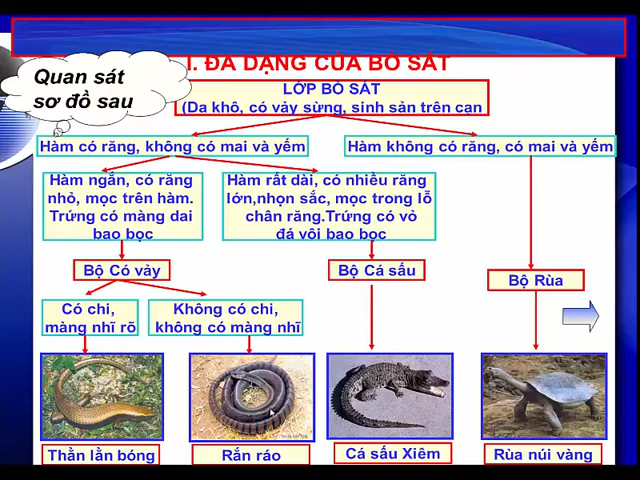 I. ĐA DẠNG CỦA BÒ SÁT
Quan sát
sơ đồ sau
LỚP BÒ SÁT
(Da khô, có vảy sừng, sinh sản trên cạn
Hàm có răng, không có mai và yếm
Hàm không có răng, có mai và yếm
Hàm ngắn, có răng
nhỏ, mọc trên hàm.
Trứng có màng dai
bao bọc
Hàm rất dài, có nhiều răng
lớn,nhọn sắc, mọc trong lỗ
chân răng.Trứng có vỏ
đá vôi bao bọc
Bộ Có vảy
Bộ Cá sấu
Bộ Rùa
Có chi,
màng nhĩ rõ
Không có chi,
không có màng nhĩ
Thằn lằn bóng
Rắn ráo
Cá sấu Xiêm
Rùa núi vàng